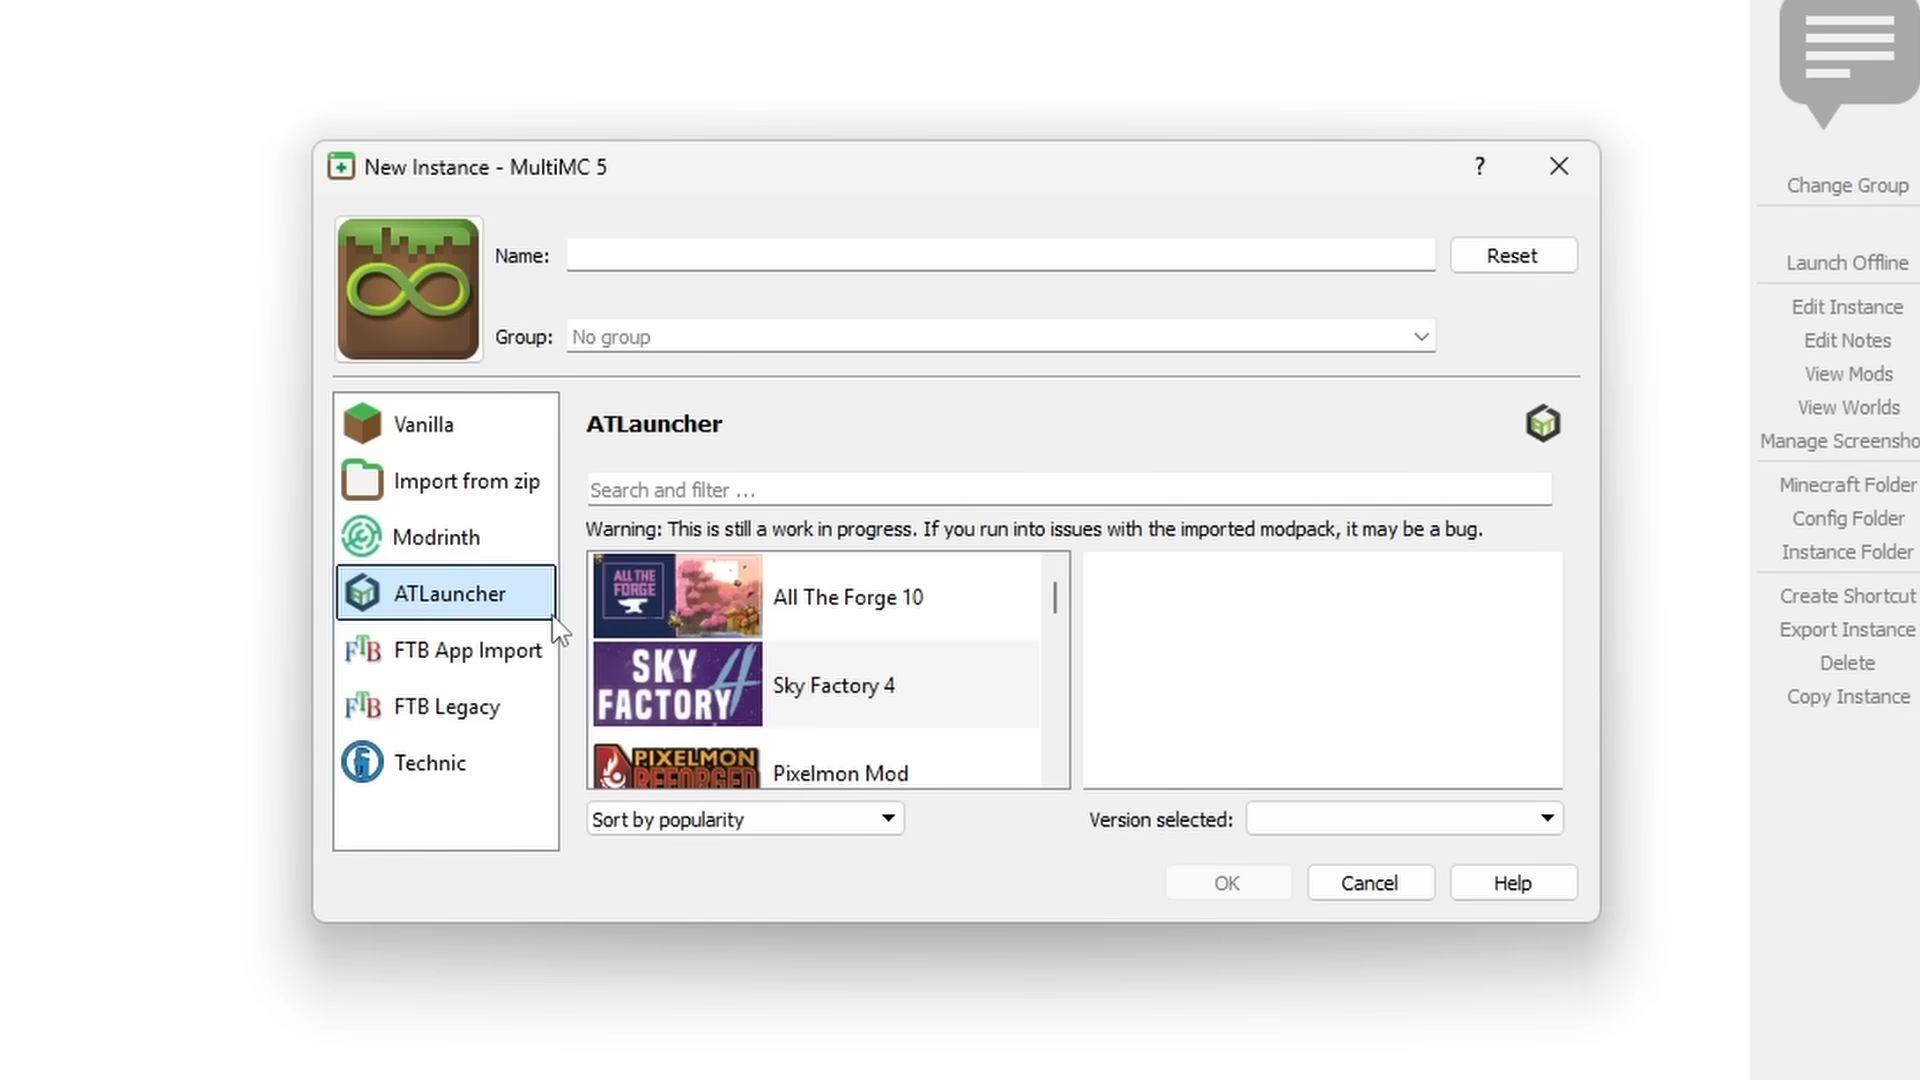 New Instance - MultiMC 5
?
Name:
Reset
Group:
No group
Vanilla
Import from zip
Modrinth
ATLauncher
FTB App Import
FTB Legacy
Technic
ATLauncher
Search and filter ...
Warning: This is still a work in progress. If you run into issues with the imported modpack, it may be a bug.
ALL THE
FORGE
All The Forge 10
SKY
FACTORY 4
Sky Factory 4
PIXELMON
REFORGED
Pixelmon Mod
Sort by popularity
Version selected:
OK
Cancel
Help
Change Group
Launch Offline
Edit Instance
Edit Notes
View Mods
View Worlds
Manage Screensho
Minecraft Folder
Config Folder
Instance Folder
Create Shortcut
Export Instance
Delete
Copy Instance